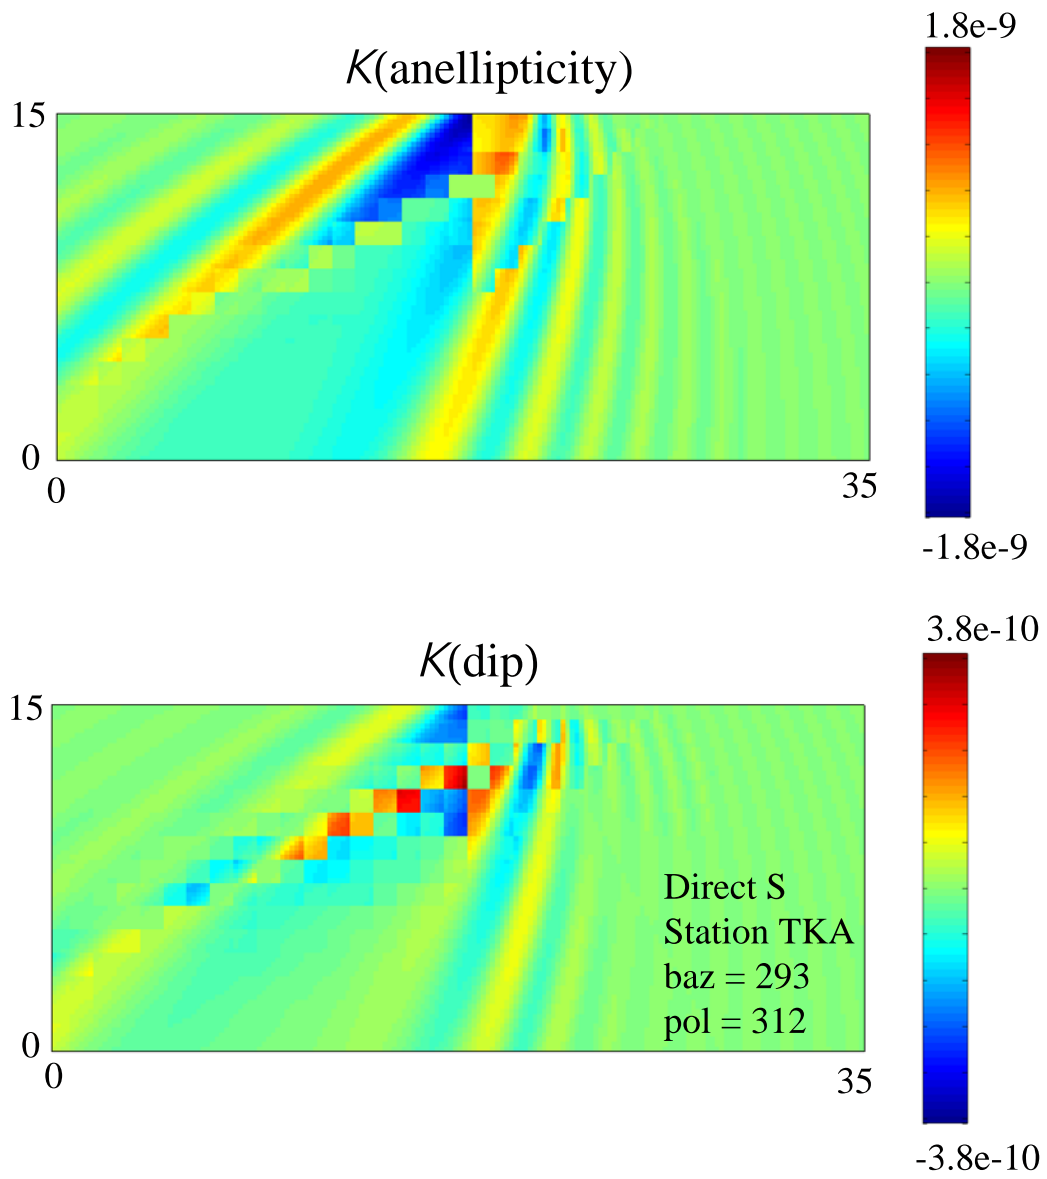 1.8e-9
K(anellipticity)
15
0
0
35
-1.8e-9
3.8e-10
K(dip)
15
Direct S
Station TKA
baz = 293
pol = 312
0
0
35
-3.8e-10